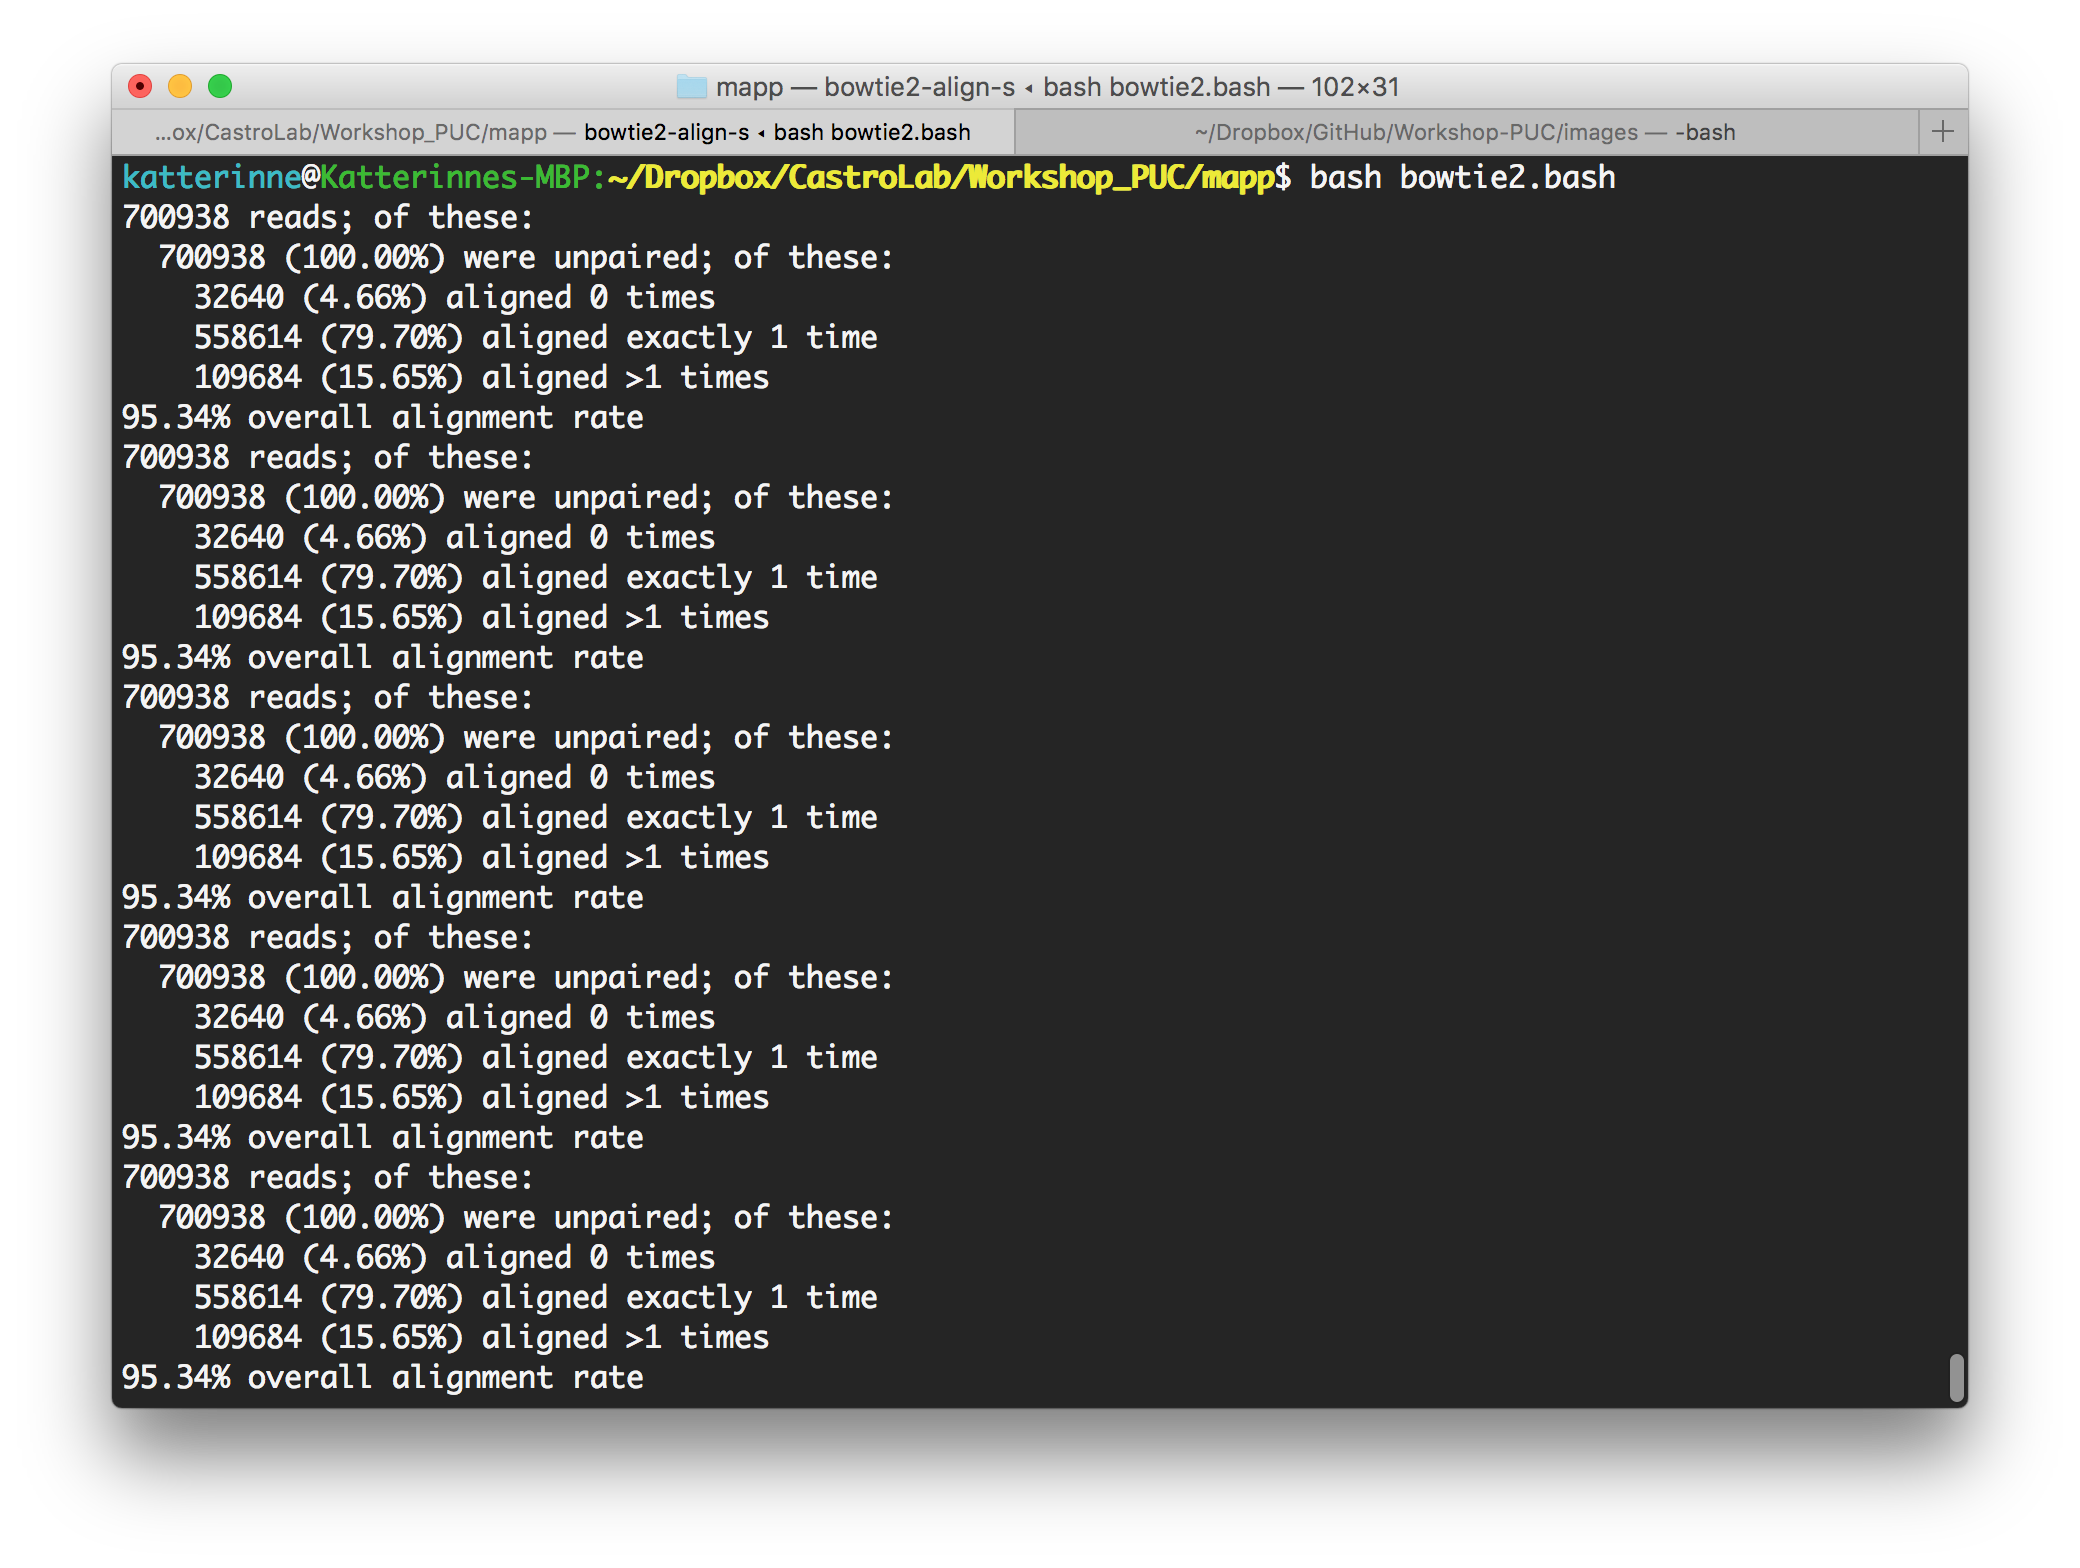 mapp — bowtie2-align-s ◂ bash bowtie2.bash — 102×31
...ox/CastroLab/Workshop_PUC/mapp — bowtie2-align-s ◂ bash bowtie2.bash
~/Dropbox/GitHub/Workshop-PUC/images — -bash
katterinne@Katterinnes-MBP:~/Dropbox/CastroLab/Workshop_PUC/mapp$ bash bowtie2.bash
700938 reads; of these:
  700938 (100.00%) were unpaired; of these:
    32640 (4.66%) aligned 0 times
    558614 (79.70%) aligned exactly 1 time
    109684 (15.65%) aligned >1 times
95.34% overall alignment rate
700938 reads; of these:
  700938 (100.00%) were unpaired; of these:
    32640 (4.66%) aligned 0 times
    558614 (79.70%) aligned exactly 1 time
    109684 (15.65%) aligned >1 times
95.34% overall alignment rate
700938 reads; of these:
  700938 (100.00%) were unpaired; of these:
    32640 (4.66%) aligned 0 times
    558614 (79.70%) aligned exactly 1 time
    109684 (15.65%) aligned >1 times
95.34% overall alignment rate
700938 reads; of these:
  700938 (100.00%) were unpaired; of these:
    32640 (4.66%) aligned 0 times
    558614 (79.70%) aligned exactly 1 time
    109684 (15.65%) aligned >1 times
95.34% overall alignment rate
700938 reads; of these:
  700938 (100.00%) were unpaired; of these:
    32640 (4.66%) aligned 0 times
    558614 (79.70%) aligned exactly 1 time
    109684 (15.65%) aligned >1 times
95.34% overall alignment rate